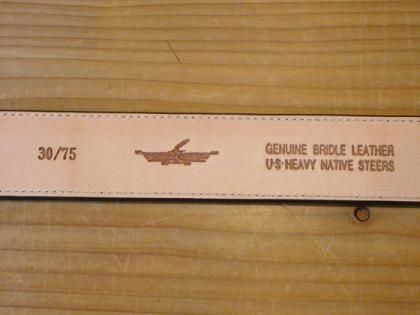 30/75
GENUINE BRIDLE LEATHER
U·S·HEAVY NATIVE STEERS